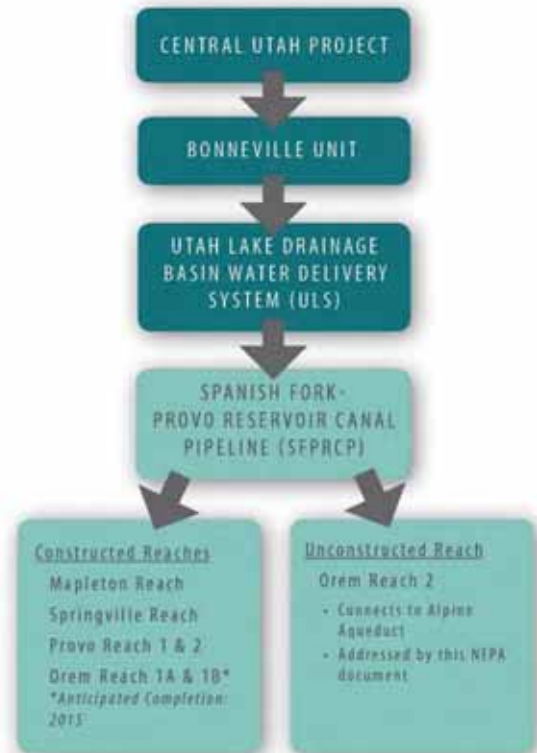 CENTRAL UTAH PROJECT
BONNEVILLE UNIT
UTAH LAKE DRAINAGE
BASIN WATER DELIVERY
SYSTEM (ULS)
SPANISH FORK-
PROVO RESERVOIR CANAL
PIPELINE (SFPRCP)
Constructed Reaches
Mapleton Reach
Springville Reach
Provo Reach 1 & 2
Orem Reach 1A & 1B*
*Anticipated Completion:
2015
Unconstructed Reach
Orem Reach 2
• Connects to Alpine
Aqueduct
• Addressed by this NEPA
document